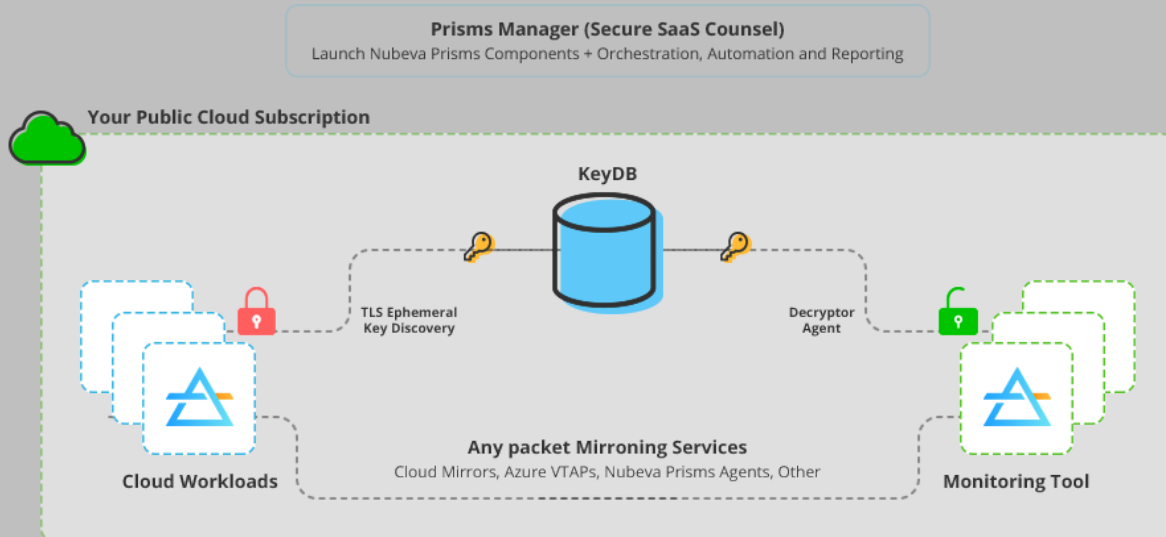 Prisms Manager (Secure SaaS Counsel)
Launch Nubeva Prisms Components + Orchestration, Automation and Reporting
Your Public Cloud Subscription
KeyDB
TLS Ephemeral
Key Discovery
Decryptor
Agent
Any packet Mirroning Services
Cloud Mirrors, Azure VTAPs, Nubeva Prisms Agents, Other
Cloud Workloads
Monitoring Tool